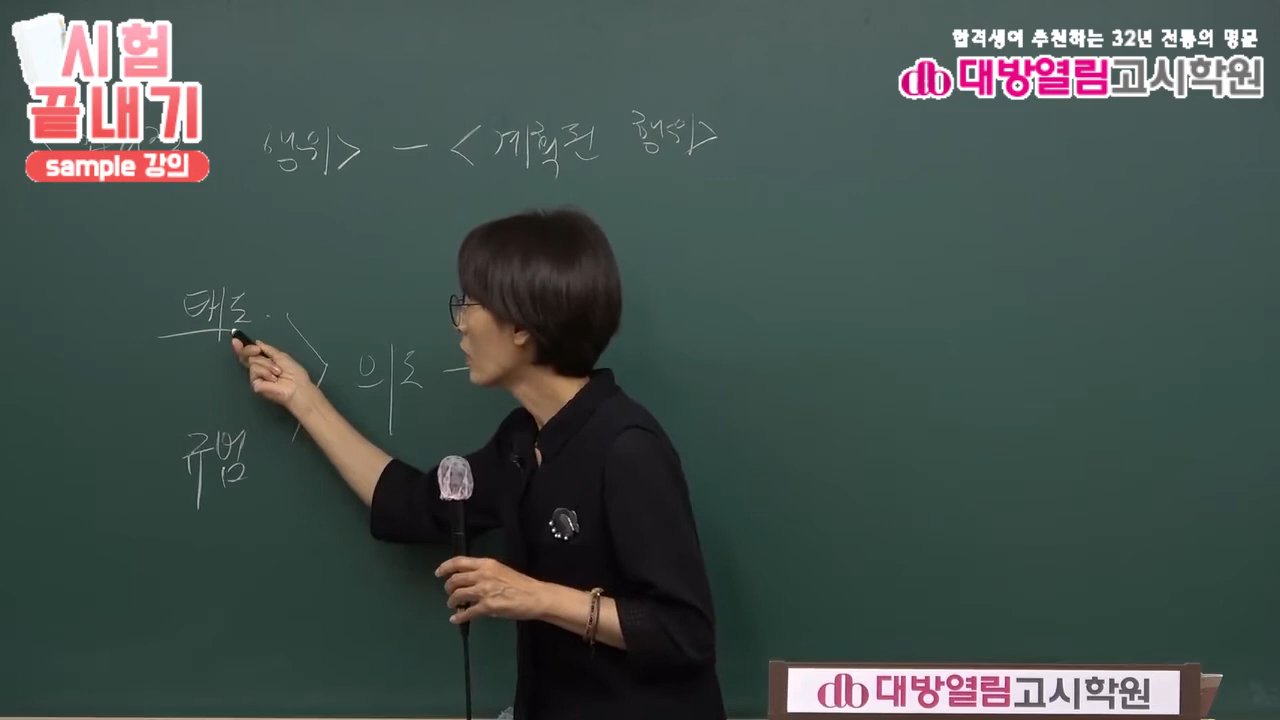 시험
끝내기
sample 강의
합격생이 추천하는 32년 전통의 명문
대방열림고시학원
행위> - <계획된 행위>
태도
의도 -
규범
대방열림고시학원